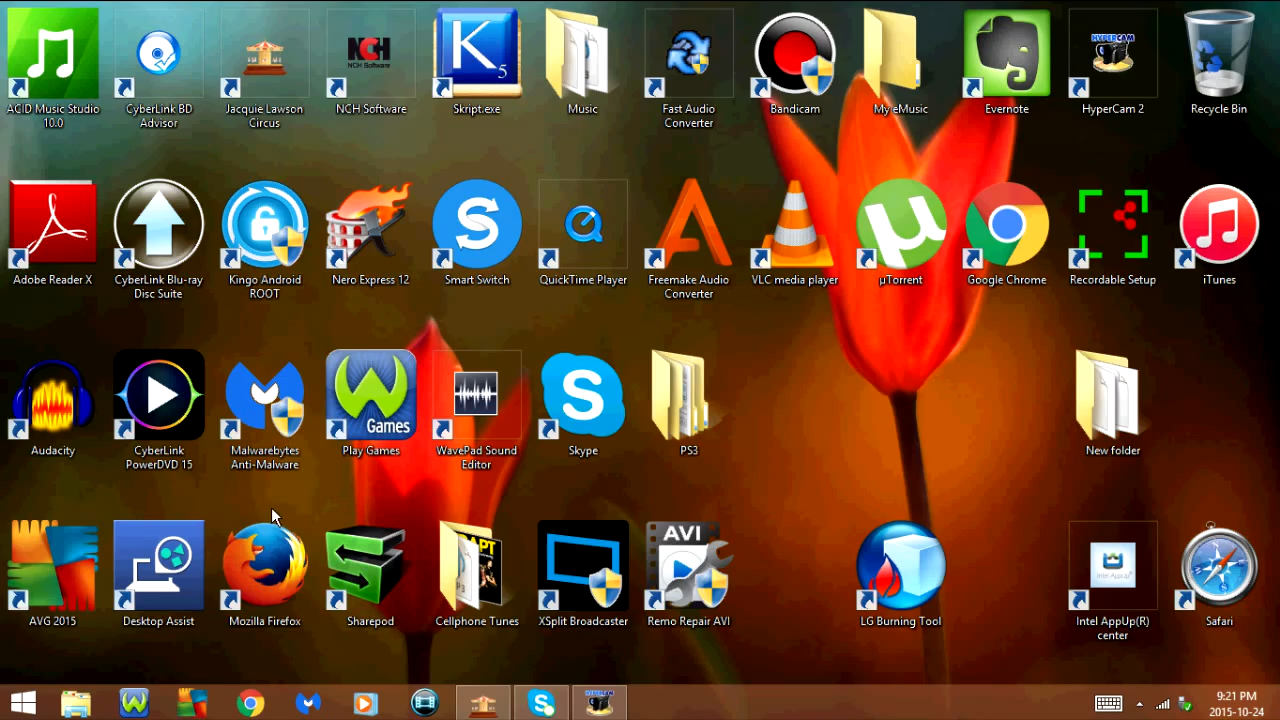 NCH
NCH Software
K
5
HYPERCAM
ACID Music Studio
10.0
CyberLink BD
Advisor
Jacquie Lawson
Circus
NCH Software
Skript.exe
Music
Fast Audio
Converter
Bandicam
My eMusic
Evernote
HyperCam 2
Recycle Bin
S
µ
Adobe Reader X
CyberLink Blu-ray
Disc Suite
Kingo Android
ROOT
Nero Express 12
Smart Switch
QuickTime Player
Freemake Audio
Converter
VLC media player
µTorrent
Google Chrome
Recordable Setup
iTunes
W
Games
S
Audacity
CyberLink
PowerDVD 15
Malwarebytes
Anti-Malware
Play Games
WavePad Sound
Editor
Skype
PS3
New folder
AVI
Intel AppUp
AVG 2015
Desktop Assist
Mozilla Firefox
Sharepod
Cellphone Tunes
XSplit Broadcaster
Remo Repair AVI
LG Burning Tool
Intel AppUp(R)
center
Safari
W
S
HYPERCAM
9:21 PM
2015-10-24